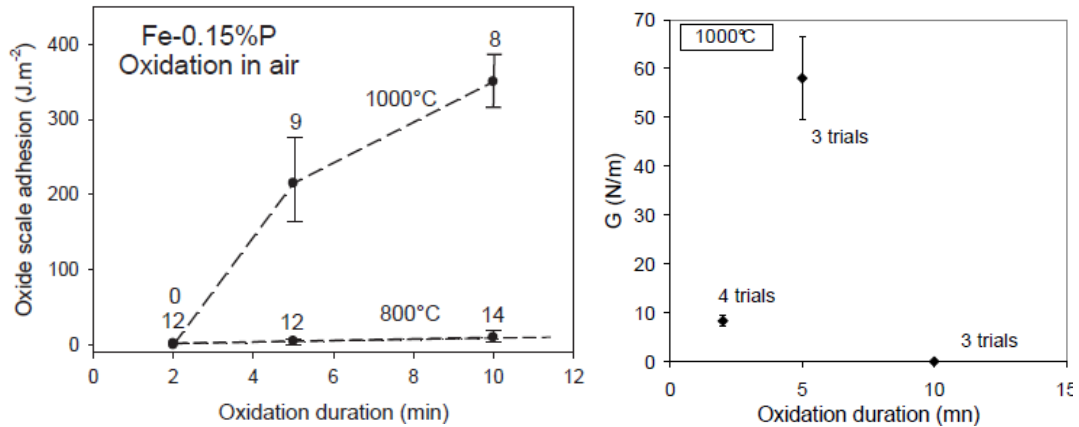 Fe-0.15%P
Oxidation in air
Oxide scale adhesion (J.m-2)
400
300
200
100
0
0
2
4
6
8
10
12
Oxidation duration (min)
8
1000°C
9
0
12
12
800°C
14
1000°C
G (N/m)
70
60
50
40
30
20
10
0
0
5
10
15
Oxidation duration (mn)
3 trials
4 trials
3 trials